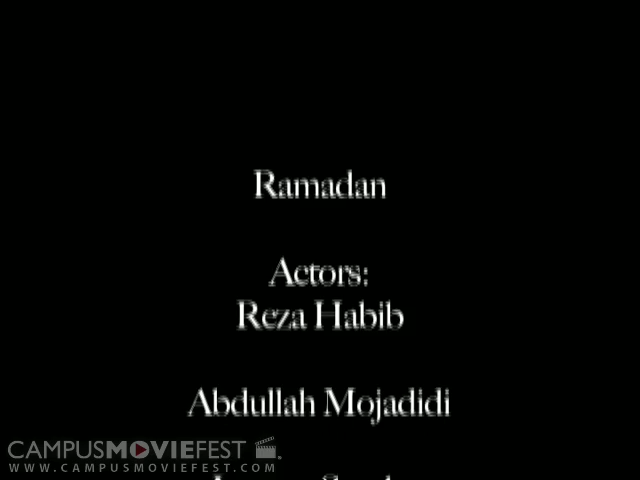 Ramadan
Actors:
Reza Habib
Abdullah Mojadidi
CAMPUSMOVIEFEST
WWW.CAMPUSMOVIEFEST.COM